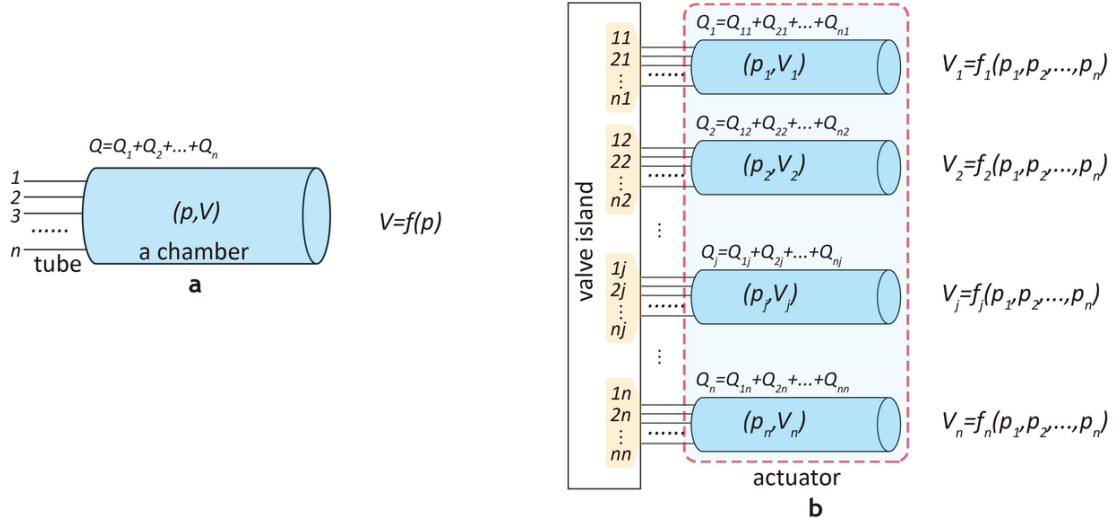 Q=Q₁+Q₂+...+Qₙ
1
2
3
......
n
tube
(p,V)
a chamber
V=f(p)
a
valve island
11
21
⋮
n1
......
Q₁=Q₁₁+Q₂₁+...+Qₙ₁
(p₁,V₁)
V₁=f₁(p₁,p₂,...,pₙ)
12
22
⋮
n2
......
Q₂=Q₁₂+Q₂₂+...+Qₙ₂
(p₂,V₂)
V₂=f₂(p₁,p₂,...,pₙ)
⋮
1j
2j
⋮
nj
......
Qⱼ=Q₁ⱼ+Q₂ⱼ+...+Qₙⱼ
(pⱼ,Vⱼ)
Vⱼ=fⱼ(p₁,p₂,...,pₙ)
⋮
1n
2n
⋮
nn
......
Qₙ=Q₁ₙ+Q₂ₙ+...+Qₙₙ
(pₙ,Vₙ)
Vₙ=fₙ(p₁,p₂,...,pₙ)
actuator
b